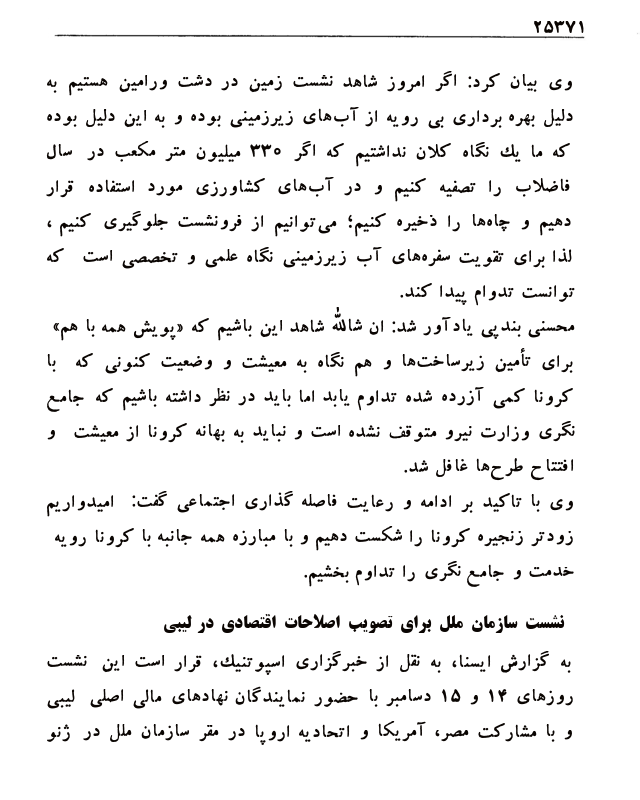 ۲۵۳۷۱
وی بیان کرد: اگر امروز شاهد نشست زمین در دشت ورامین هستیم به
دلیل بهره برداری بی رویه از آب‌های زیرزمینی بوده و به این دلیل بوده
که ما یك نگاه کلان نداشتیم که اگر ۳۳۰ میلیون متر مکعب در سال
فاضلاب را تصفیه کنیم و در آب‌های کشاورزی مورد استفاده قرار
دهیم و چاه‌ها را ذخیره کنیم؛ می‌توانیم از فرونشست جلوگیری کنیم ،
لذا برای تقویت سفره‌های آب زیرزمینی نگاه علمی و تخصصی است که
توانست تدوام پیدا کند.
محسنی بندپی یادآور شد: ان شالله شاهد این باشیم که «پویش همه با هم»
برای تأمین زیرساخت‌ها و هم نگاه به معیشت و وضعیت کنونی که با
کرونا کمی آزرده شده تداوم یابد اما باید در نظر داشته باشیم که جامع
نگری وزارت نیرو متوقف نشده است و نباید به بهانه کرونا از معیشت و
افتتاح طرح‌ها غافل شد.
وی با تاکید بر ادامه و رعایت فاصله گذاری اجتماعی گفت: امیدواریم
زودتر زنجیره کرونا را شکست دهیم و با مبارزه همه جانبه با کرونا رویه
خدمت و جامع نگری را تداوم بخشیم.
نشست سازمان ملل برای تصویب اصلاحات اقتصادی در لیبی
به گزارش ایسنا، به نقل از خبرگزاری اسپوتنیك، قرار است این نشست
روزهای ۱۴ و ۱۵ دسامبر با حضور نمایندگان نهادهای مالی اصلی لیبی
و با مشارکت مصر، آمریکا و اتحادیه اروپا در مقر سازمان ملل در ژنو